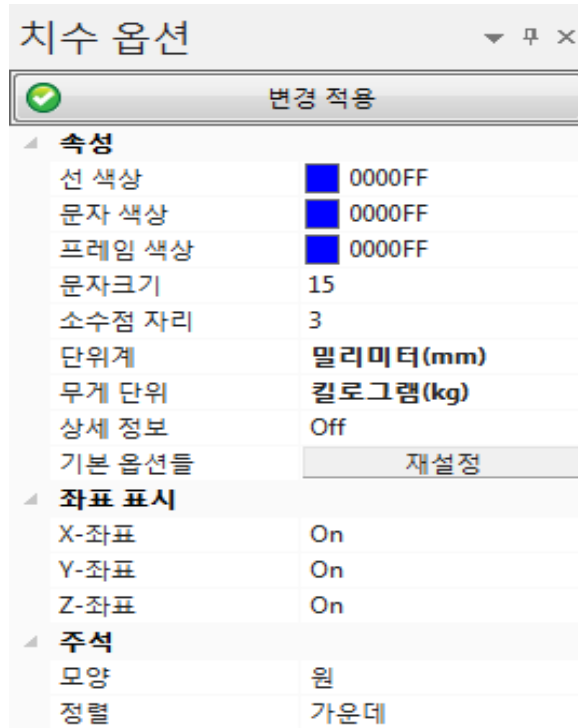 치수 옵션
변경 적용
속성
선 색상 0000FF
문자 색상 0000FF
프레임 색상 0000FF
문자크기 15
소수점 자리 3
단위계 밀리미터(mm)
무게 단위 킬로그램(kg)
상세 정보 Off
기본 옵션들 재설정
좌표 표시
X-좌표 On
Y-좌표 On
Z-좌표 On
주석
모양 원
정렬 가운데